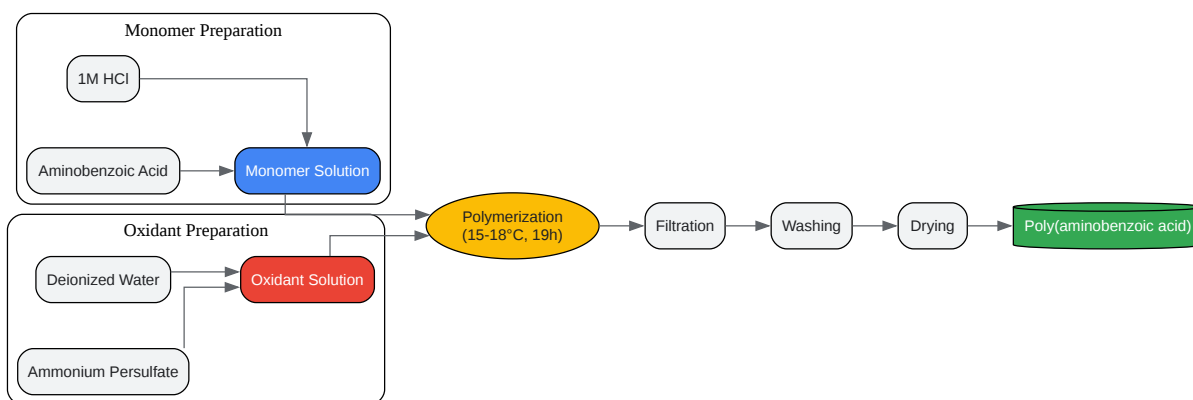 Monomer Preparation
1M HCl
Aminobenzoic Acid
Monomer Solution
Oxidant Preparation
Deionized Water
Oxidant Solution
Ammonium Persulfate
Polymerization
(15-18°C, 19h)
Filtration
Washing
Drying
Poly(aminobenzoic acid)